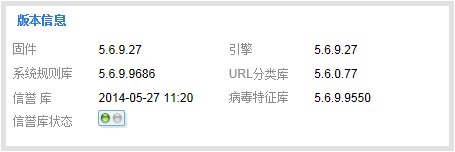 版本信息
固件 5.6.9.27 引擎 5.6.9.27
系统规则库 5.6.9.9686 URL分类库 5.6.0.77
信誉 库 2014-05-27 11:20 病毒特征库 5.6.9.9550
信誉库状态